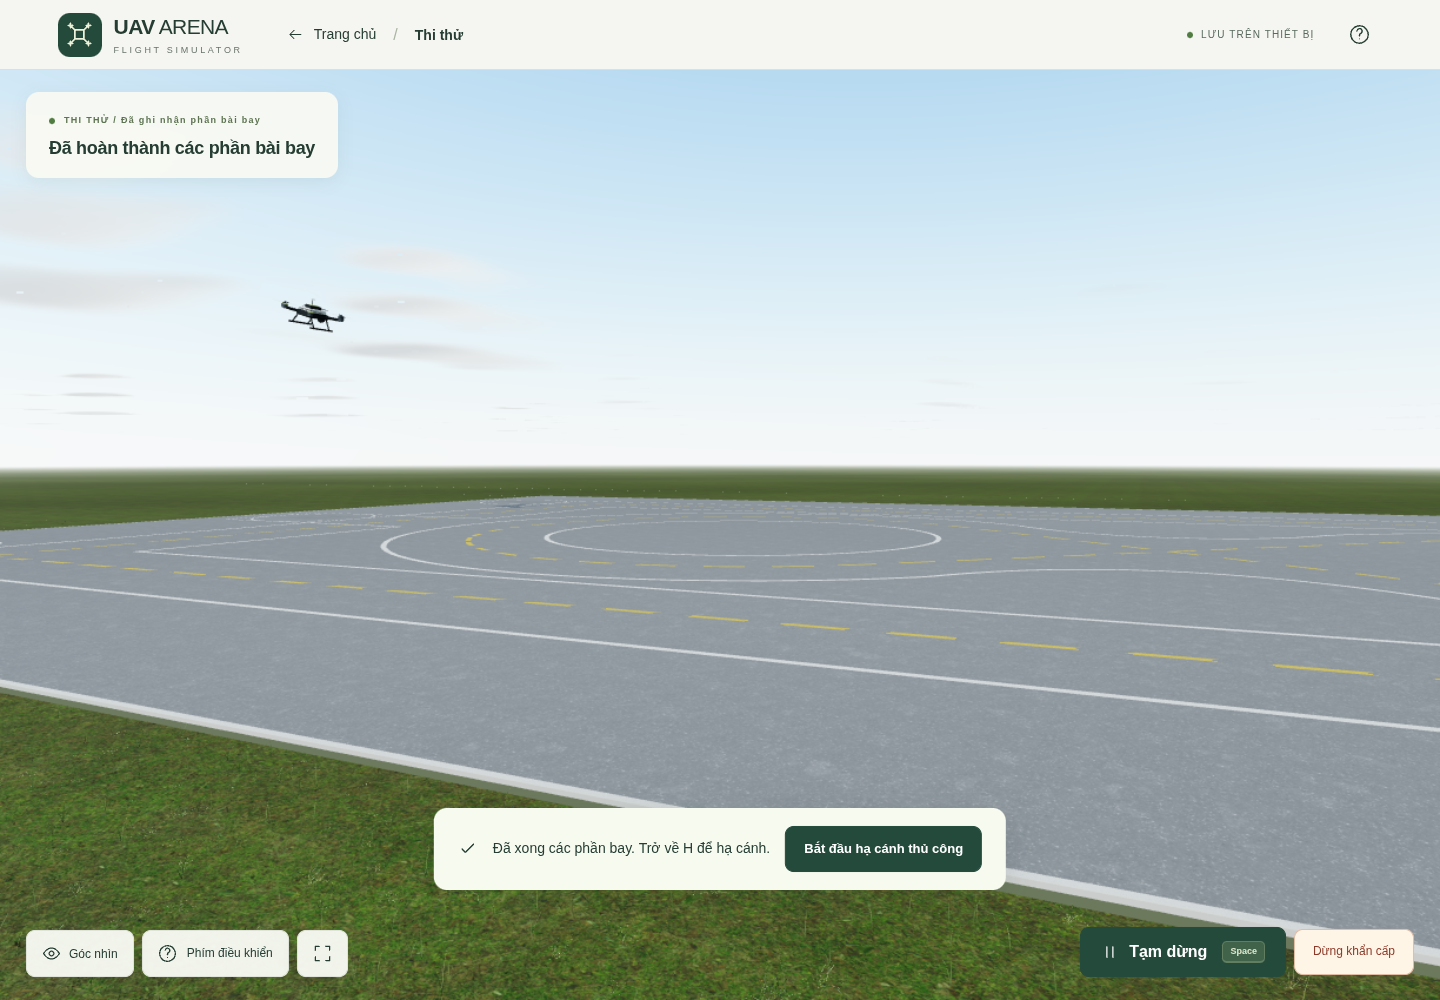 UAV ARENA
FLIGHT SIMULATOR
Trang chủ / Thi thử
LƯU TRÊN THIẾT BỊ
THI THỬ / Đã ghi nhận phần bài bay
Đã hoàn thành các phần bài bay
Đã xong các phần bay. Trở về H để hạ cánh.
Bắt đầu hạ cánh thủ công
Góc nhìn
Phím điều khiển
Tạm dừng Space
Dừng khẩn cấp